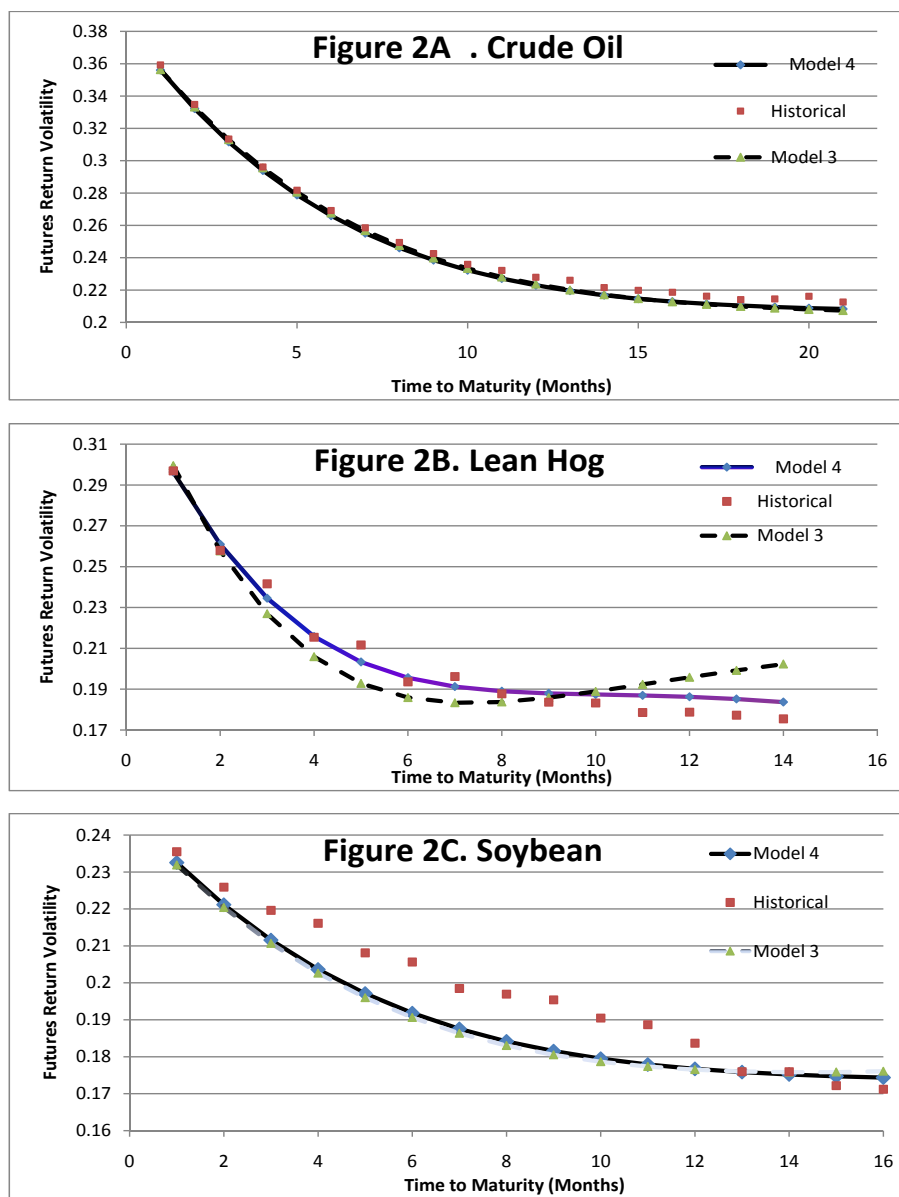 Figure 2A . Crude Oil
Model 4
Historical
Model 3
Futures Return Volatility
0.38
0.36
0.34
0.32
0.3
0.28
0.26
0.24
0.22
0.2
0 5 10 15 20
Time to Maturity (Months)
Figure 2B. Lean Hog
Model 4
Historical
Model 3
Futures Return Volatility
0.31
0.29
0.27
0.25
0.23
0.21
0.19
0.17
0 2 4 6 8 10 12 14 16
Time to Maturity (Months)
Figure 2C. Soybean
Model 4
Historical
Model 3
Futures Return Volatility
0.24
0.23
0.22
0.21
0.2
0.19
0.18
0.17
0.16
0 2 4 6 8 10 12 14 16
Time to Maturity (Months)